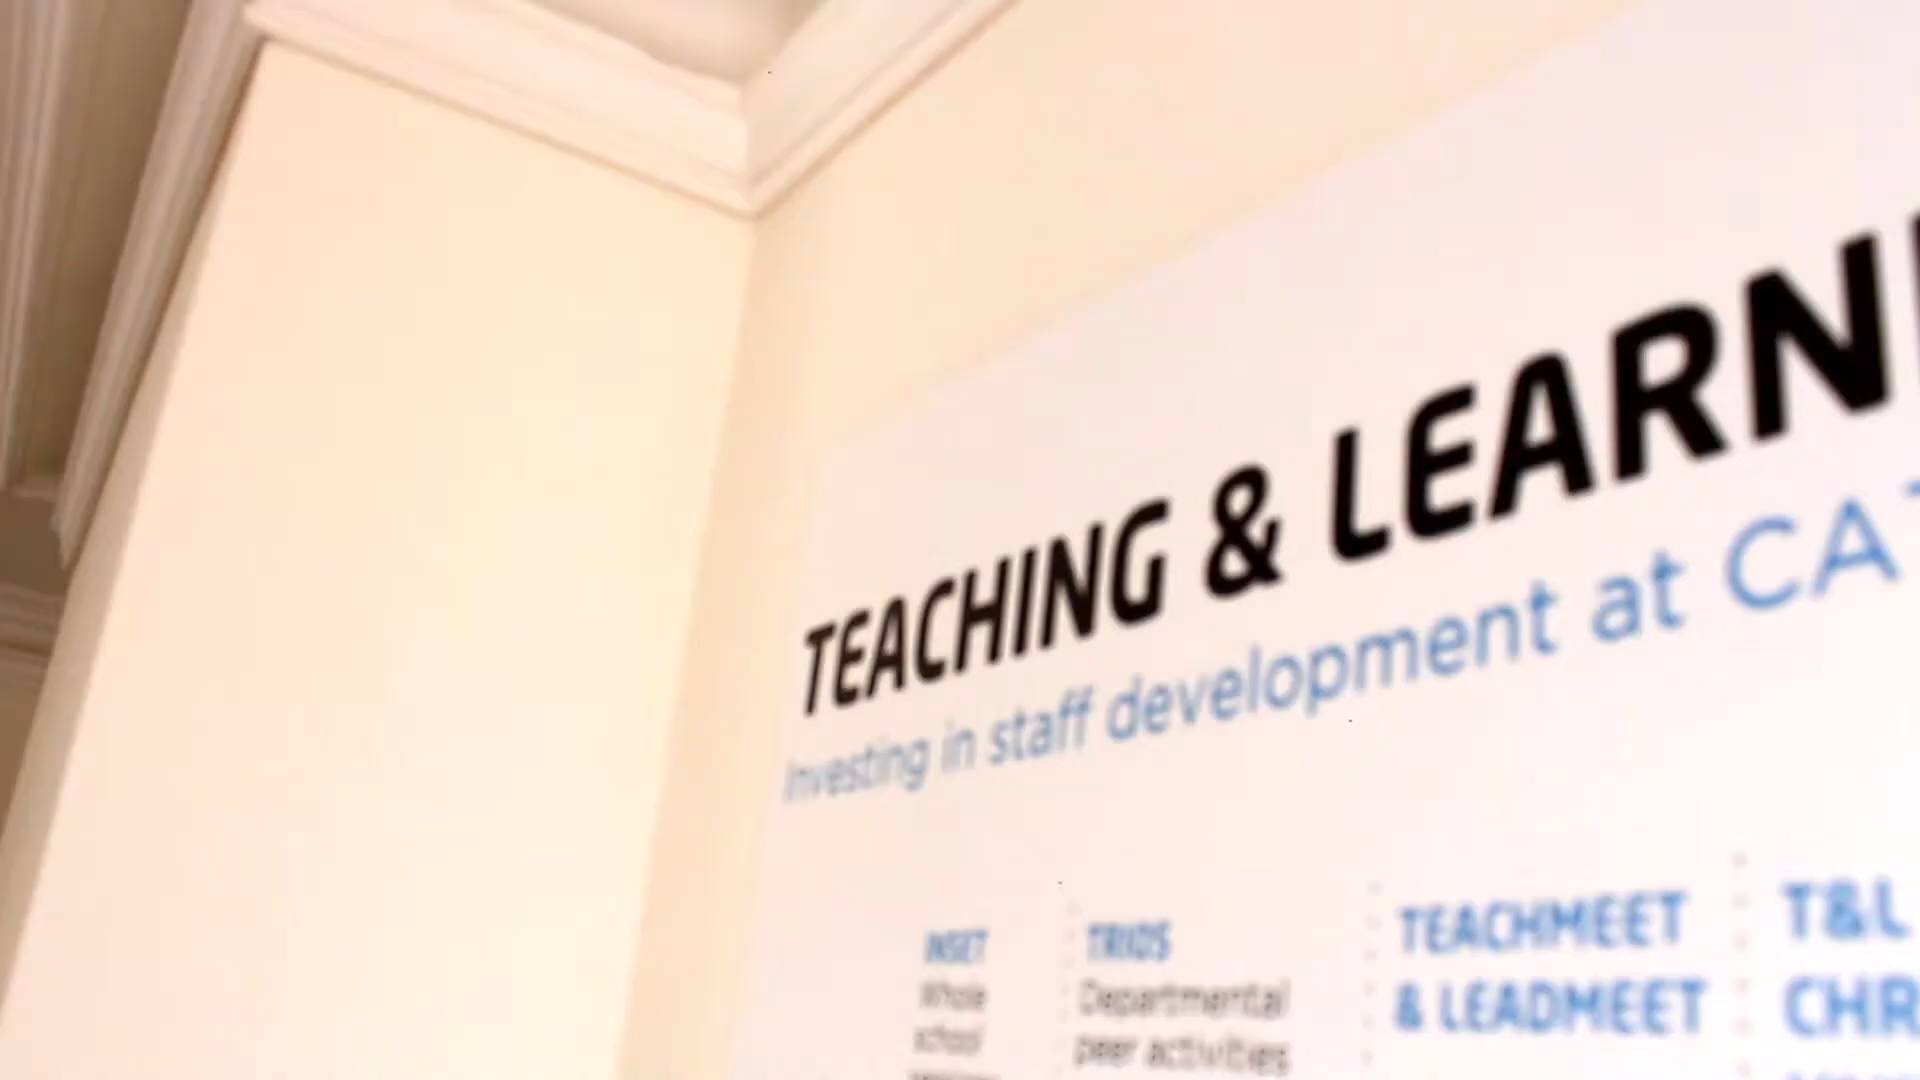 TEACHING & LEARN
Investing in staff development at CA
INSET
Whole
school
TRIOS
Departmental
peer activities
TEACHMEET
& LEADMEET
T&L
CHR